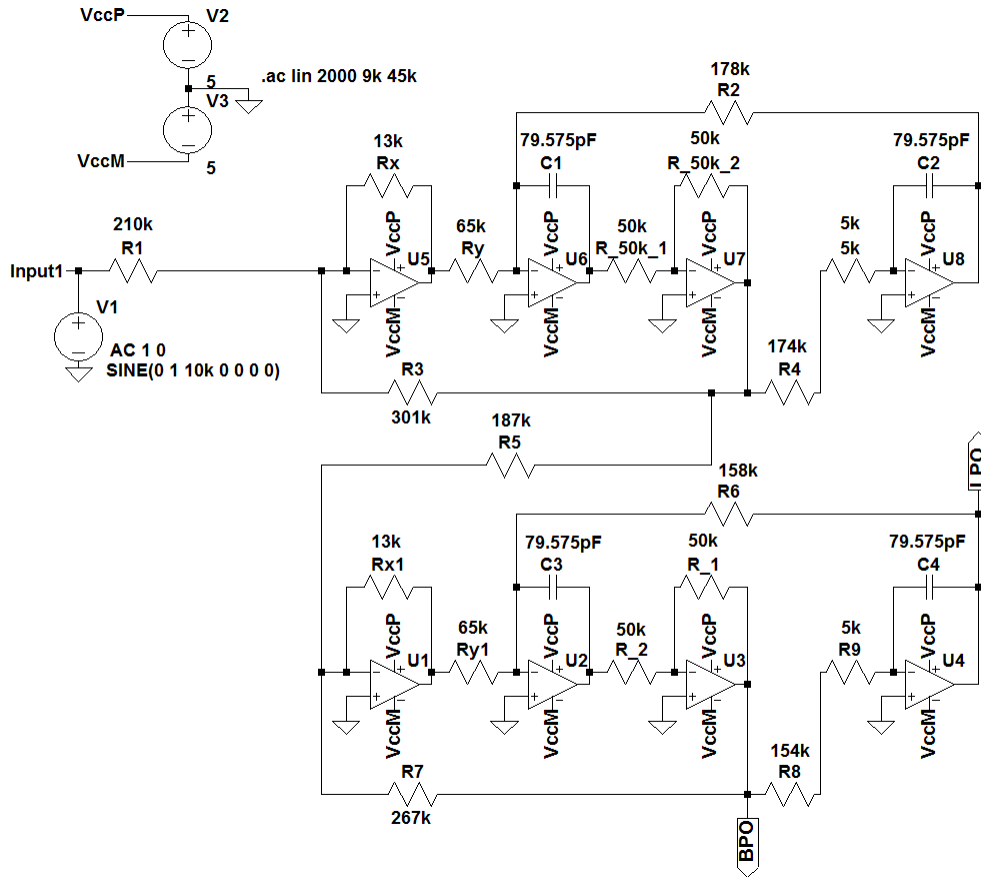 VccP
V2
5
.ac lin 2000 9k 45k
V3
VccM
5
178k
R2
13k
Rx
79.575pF
C1
50k
R_50k_2
79.575pF
C2
210k
R1
VccP
65k
Ry
VccP
50k
R_50k_1
VccP
5k
5k
VccP
Input1
U5
U6
U7
U8
V1
VccM
VccM
VccM
VccM
AC 1 0
SINE(0 1 10k 0 0 0 0)
R3
301k
174k
R4
187k
R5
158k
R6
LPO
13k
Rx1
79.575pF
C3
50k
R_1
79.575pF
C4
VccP
65k
Ry1
VccP
50k
R_2
VccP
5k
R9
VccP
U1
U2
U3
U4
VccM
VccM
VccM
VccM
R7
267k
154k
R8
BPO